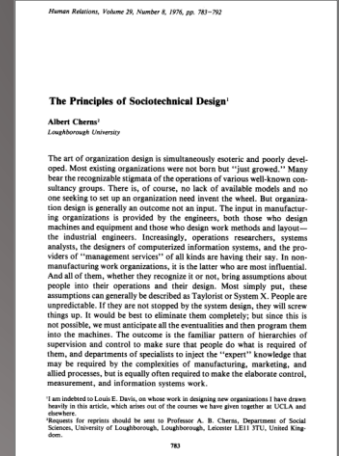 Human Relations, Volume 29, Number 8, 1976, pp. 783-792
The Principles of Sociotechnical Design¹
Albert Cherns²
Loughborough University
The art of organization design is simultaneously esoteric and poorly devel-
oped. Most existing organizations were not born but "just growed." Many
bear the recognizable stigmata of the operations of various well-known con-
sultancy groups. There is, of course, no lack of available models and no
one seeking to set up an organization need invent the wheel. But organiza-
tion design is generally an outcome not an input. The input in manufactur-
ing organizations is provided by the engineers, both those who design
machines and equipment and those who design work methods and layout—
the industrial engineers. Increasingly, operations researchers, systems
analysts, the designers of computerized information systems, and the pro-
viders of "management services" of all kinds are having their say. In non-
manufacturing work organizations, it is the latter who are most influential.
And all of them, whether they recognize it or not, bring assumptions about
people into their operations and their design. Most simply put, these
assumptions can generally be described as Taylorist or System X. People are
unpredictable. If they are not stopped by the system design, they will screw
things up. It would be best to eliminate them completely; but since this is
not possible, we must anticipate all the eventualities and then program them
into the machines. The outcome is the familiar pattern of hierarchies of
supervision and control to make sure that people do what is required of
them, and departments of specialists to inject the "expert" knowledge that
may be required by the complexities of manufacturing, marketing, and
allied processes, but is equally often required to make the elaborate control,
measurement, and information systems work.
¹I am indebted to Louis E. Davis, on whose work in designing new organizations I have drawn
heavily in this article, which arises out of the courses we have given together at UCLA and
elsewhere.
²Requests for reprints should be sent to Professor A. B. Cherns, Department of Social
Sciences, University of Loughborough, Loughborough, Leicester LE11 3TU, United King-
dom.
783